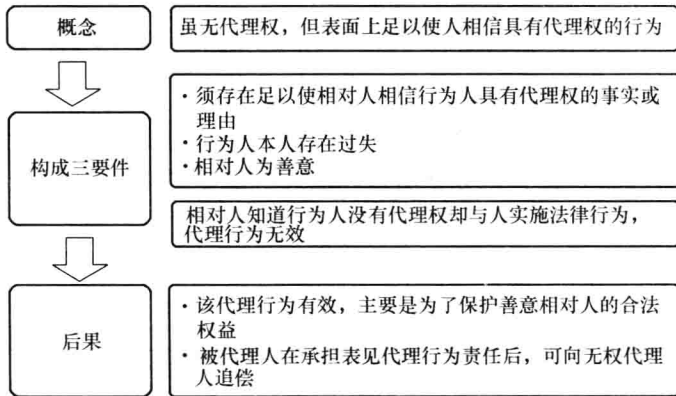 概念
虽无代理权，但表面上足以使人相信具有代理权的行为
构成三要件
·须存在足以使相对人相信行为人具有代理权的事实或
理由
·行为人本人存在过失
·相对人为善意
相对人知道行为人没有代理权却与人实施法律行为，
代理行为无效
后果
·该代理行为有效，主要是为了保护善意相对人的合法
权益
·被代理人在承担表见代理行为责任后，可向无权代理
人追偿